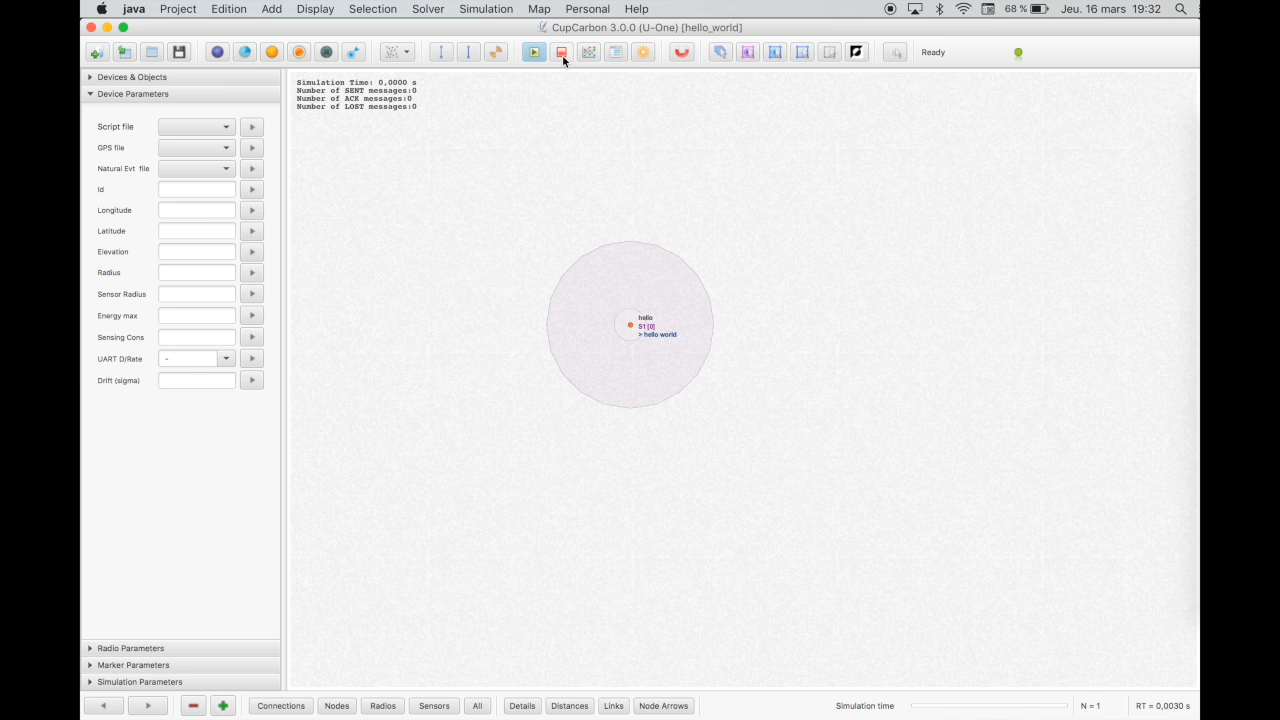 java Project Edition Add Display Selection Solver Simulation Map Personal Help 68 % Jeu. 16 mars 19:32
CupCarbon 3.0.0 (U-One) [hello_world]
Ready
Devices & Objects
Device Parameters
Script file
GPS file
Natural Evt file
Id
Longitude
Latitude
Elevation
Radius
Sensor Radius
Energy max
Sensing Cons
UART D/Rate -
Drift (sigma)
Radio Parameters
Marker Parameters
Simulation Parameters
Simulation Time: 0,0000 s
Number of SENT messages:0
Number of ACK messages:0
Number of LOST messages:0
hello
S1 [0]
> hello world
Connections Nodes Radios Sensors All Details Distances Links Node Arrows Simulation time N = 1 RT = 0,0030 s